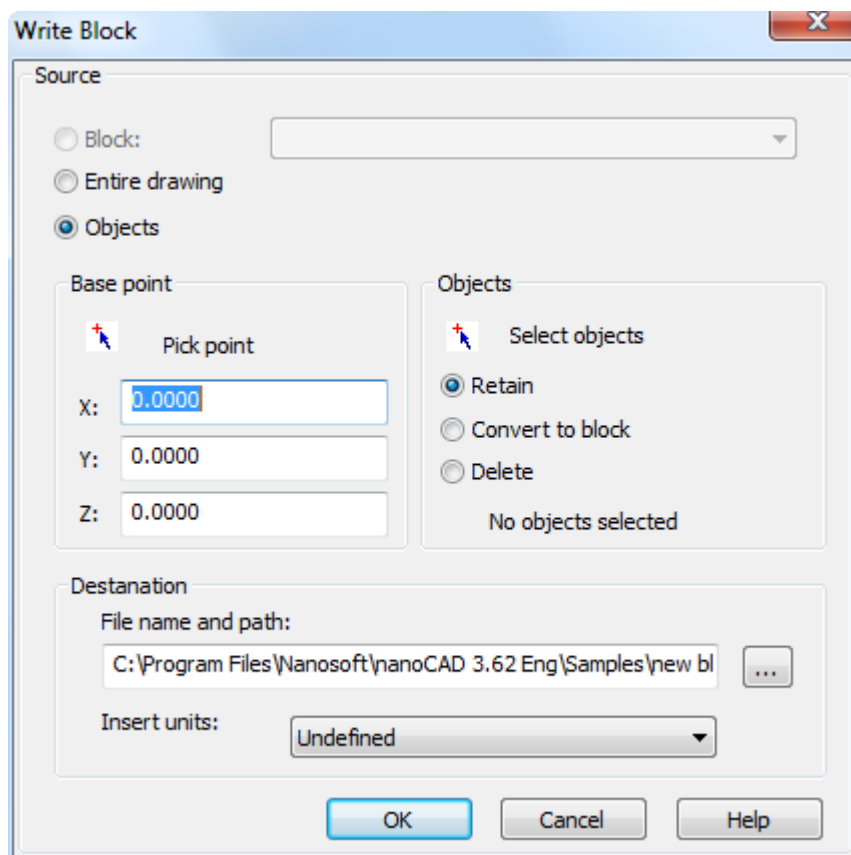 Write Block
Source
Block:
Entire drawing
Objects
Base point
Pick point
X: 0.0000
Y: 0.0000
Z: 0.0000
Objects
Select objects
Retain
Convert to block
Delete
No objects selected
Destanation
File name and path:
C:\Program Files\Nanosoft\nanoCAD 3.62 Eng\Samples\new bl
...
Insert units: Undefined
OK Cancel Help